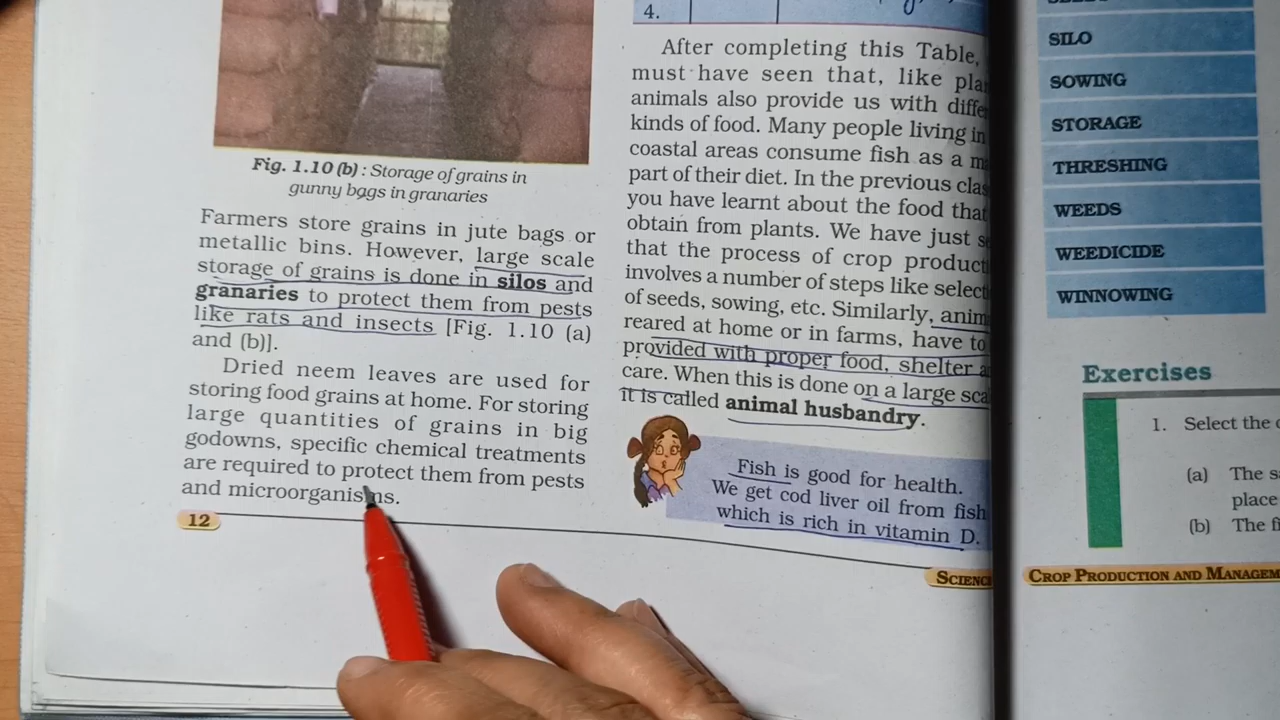 Fig. 1.10 (b) : Storage of grains in
gunny bags in granaries
Farmers store grains in jute bags or
metallic bins. However, large scale
storage of grains is done in silos and
granaries to protect them from pests
like rats and insects [Fig. 1.10 (a)
and (b)].
Dried neem leaves are used for
storing food grains at home. For storing
large quantities of grains in big
godowns, specific chemical treatments
are required to protect them from pests
and microorganisms.
12
4.
After completing this Table,
must have seen that, like
animals also provide us with
kinds of food. Many people living in
coastal areas consume fish as a
part of their diet. In the previous
you have learnt about the food that
obtain from plants. We have just
that the process of crop
involves a number of steps like
of seeds, sowing, etc. Similarly,
reared at home or in farms, have to
provided with proper food, shelter
care. When this is done on a large
it is called animal husbandry.
Fish is good for health.
We get cod liver oil from fish
which is rich in vitamin D.
SILO
SOWING
STORAGE
THRESHING
WEEDS
WEEDICIDE
WINNOWING
Exercises
1. Select the
(a) The
place
(b) The
CROP PRODUCTION AND